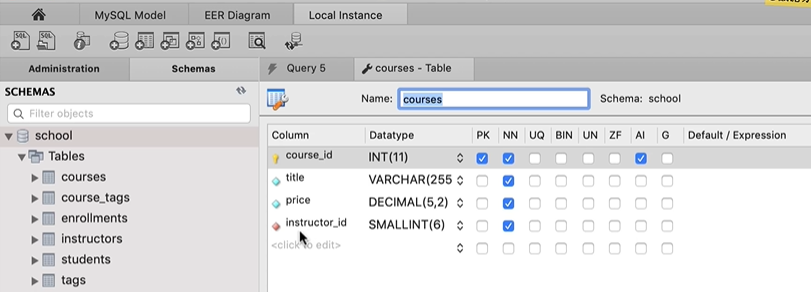 MySQL Model EER Diagram Local Instance
Administration Schemas Query 5 courses - Table
SCHEMAS
Filter objects
Name: courses Schema: school
school
Tables
courses
course_tags
enrollments
instructors
students
tags
Column Datatype PK NN UQ BIN UN ZF AI G Default / Expression
course_id INT(11)
title VARCHAR(255
price DECIMAL(5,2)
instructor_id SMALLINT(6)
<click to edit>